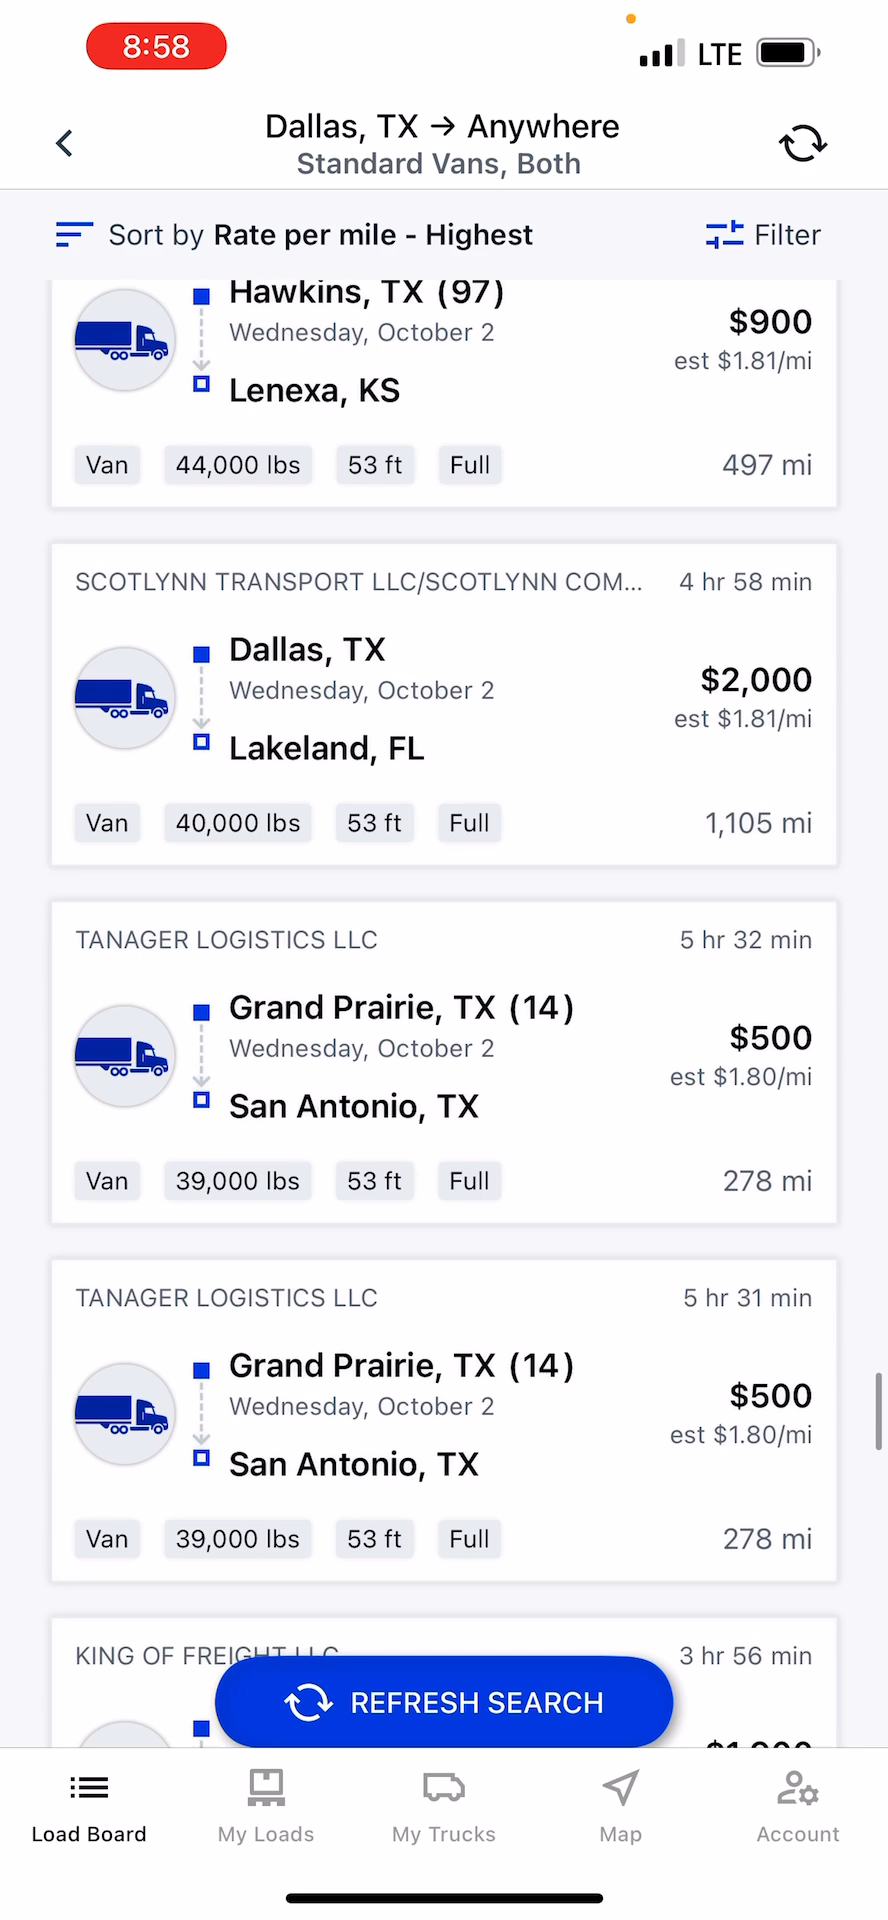 8:58
LTE
Dallas, TX → Anywhere
Standard Vans, Both
Sort by Rate per mile - Highest
Filter
Hawkins, TX (97)
Wednesday, October 2
Lenexa, KS
$900
est $1.81/mi
Van 44,000 lbs 53 ft Full 497 mi
SCOTLYNN TRANSPORT LLC/SCOTLYNN COM... 4 hr 58 min
Dallas, TX
Wednesday, October 2
Lakeland, FL
$2,000
est $1.81/mi
Van 40,000 lbs 53 ft Full 1,105 mi
TANAGER LOGISTICS LLC 5 hr 32 min
Grand Prairie, TX (14)
Wednesday, October 2
San Antonio, TX
$500
est $1.80/mi
Van 39,000 lbs 53 ft Full 278 mi
TANAGER LOGISTICS LLC 5 hr 31 min
Grand Prairie, TX (14)
Wednesday, October 2
San Antonio, TX
$500
est $1.80/mi
Van 39,000 lbs 53 ft Full 278 mi
KING OF FREIGHT LLC 3 hr 56 min
REFRESH SEARCH
Load Board My Loads My Trucks Map Account